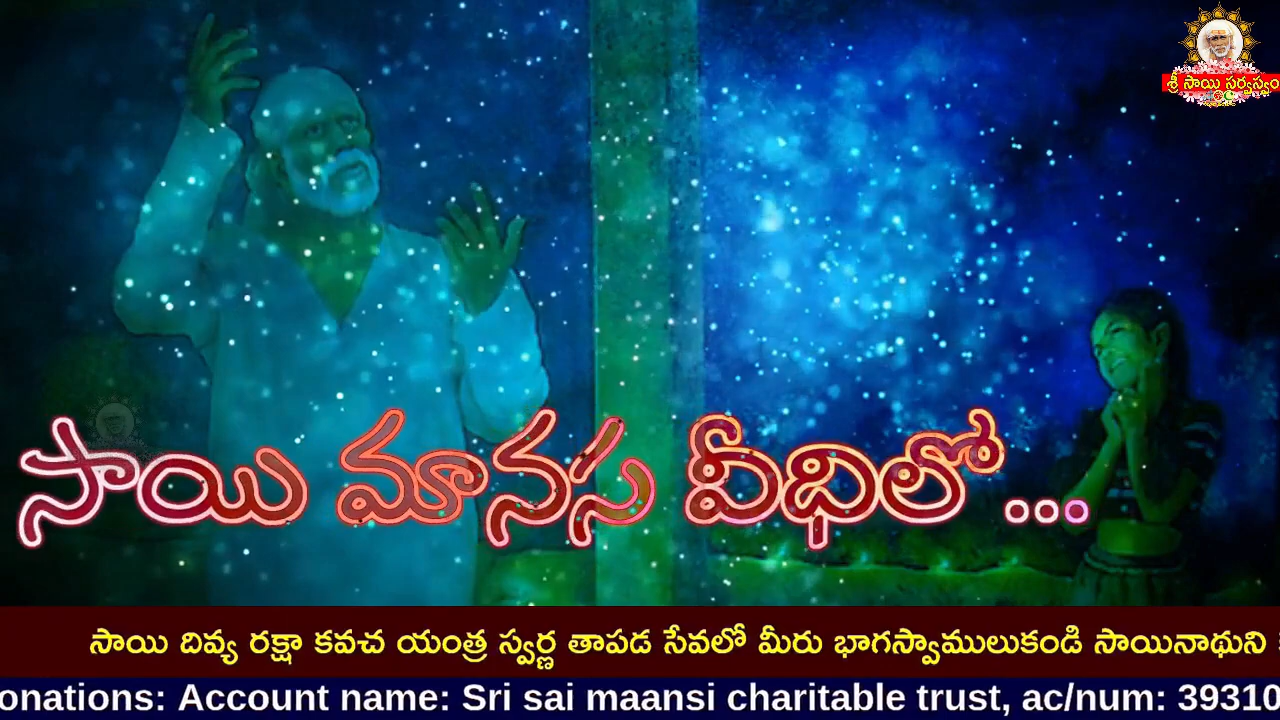 శ్రీ సాయి సర్వస్వం
సాయి మానస వీధిలో ...
సాయి దివ్య రక్షా కవచ యంత్ర స్వర్ణ తాపడ సేవలో మీరు భాగస్వాములుకండి సాయినాథుని
onations: Account name: Sri sai maansi charitable trust, ac/num: 39310